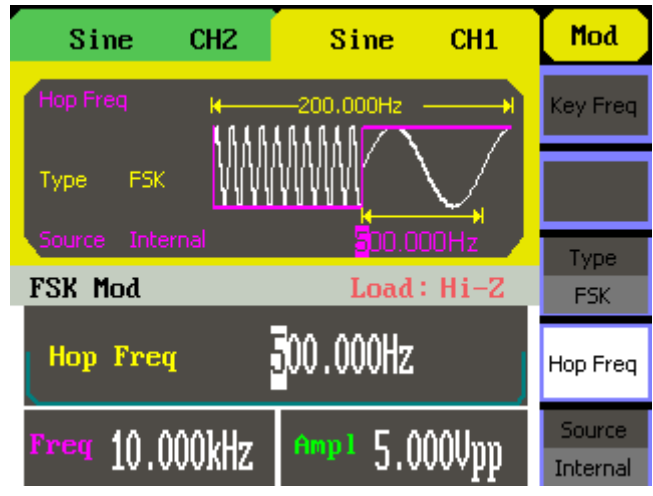 Sine CH2 Sine CH1 Mod
Hop Freq
200.000Hz
Type FSK
Source Internal
500.000Hz
FSK Mod Load: Hi-Z
Hop Freq 500.000Hz
Freq 10.000kHz Ampl 5.000Vpp
Key Freq
Type
FSK
Hop Freq
Source
Internal